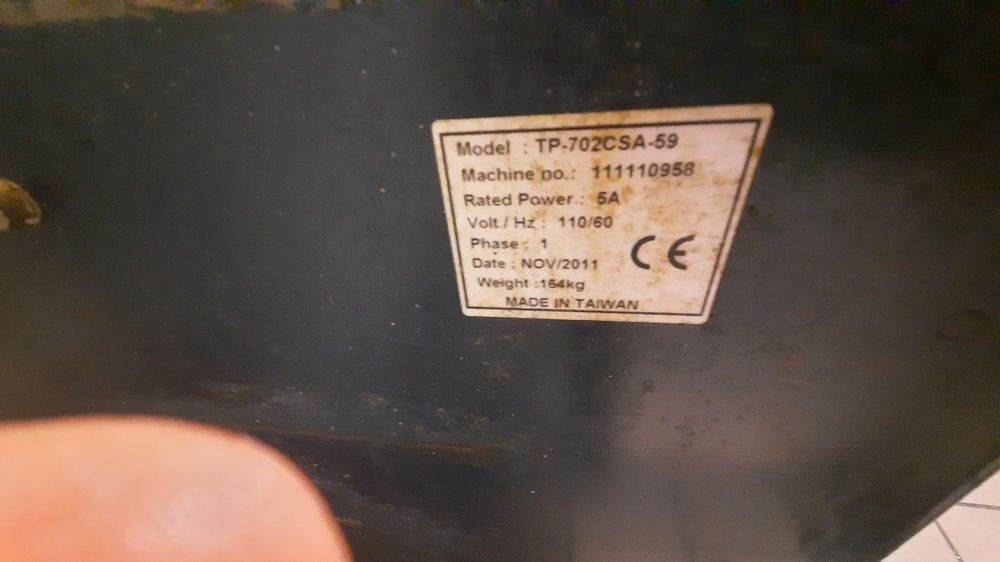 Model : TP-702CSA-59
Machine no.: 111110958
Rated Power : 5A
Volt / Hz : 110/60
Phase : 1
Date : NOV/2011
CE
Weight :164kg
MADE IN TAIWAN